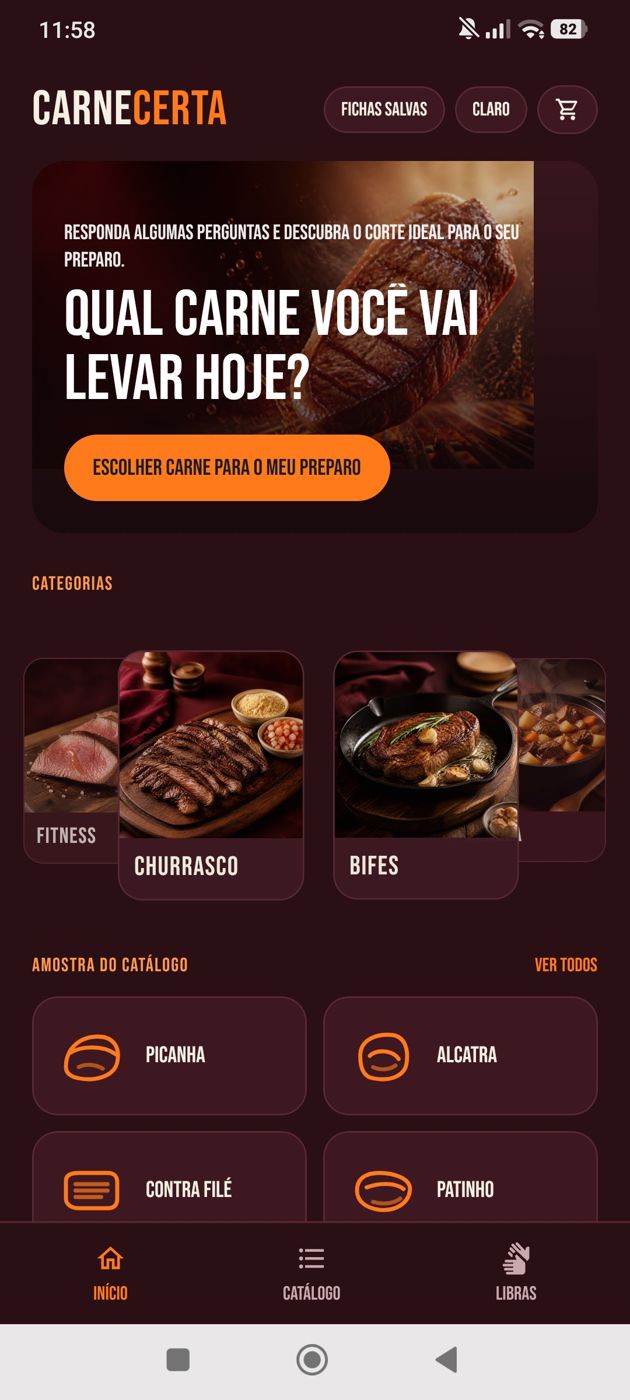 11:58
82
CARNECERTA
FICHAS SALVAS
CLARO
RESPONDA ALGUMAS PERGUNTAS E DESCUBRA O CORTE IDEAL PARA O SEU
PREPARO.
QUAL CARNE VOCÊ VAI
LEVAR HOJE?
ESCOLHER CARNE PARA O MEU PREPARO
CATEGORIAS
FITNESS
CHURRASCO
BIFES
AMOSTRA DO CATÁLOGO
VER TODOS
PICANHA
ALCATRA
CONTRA FILÉ
PATINHO
INÍCIO
CATÁLOGO
LIBRAS